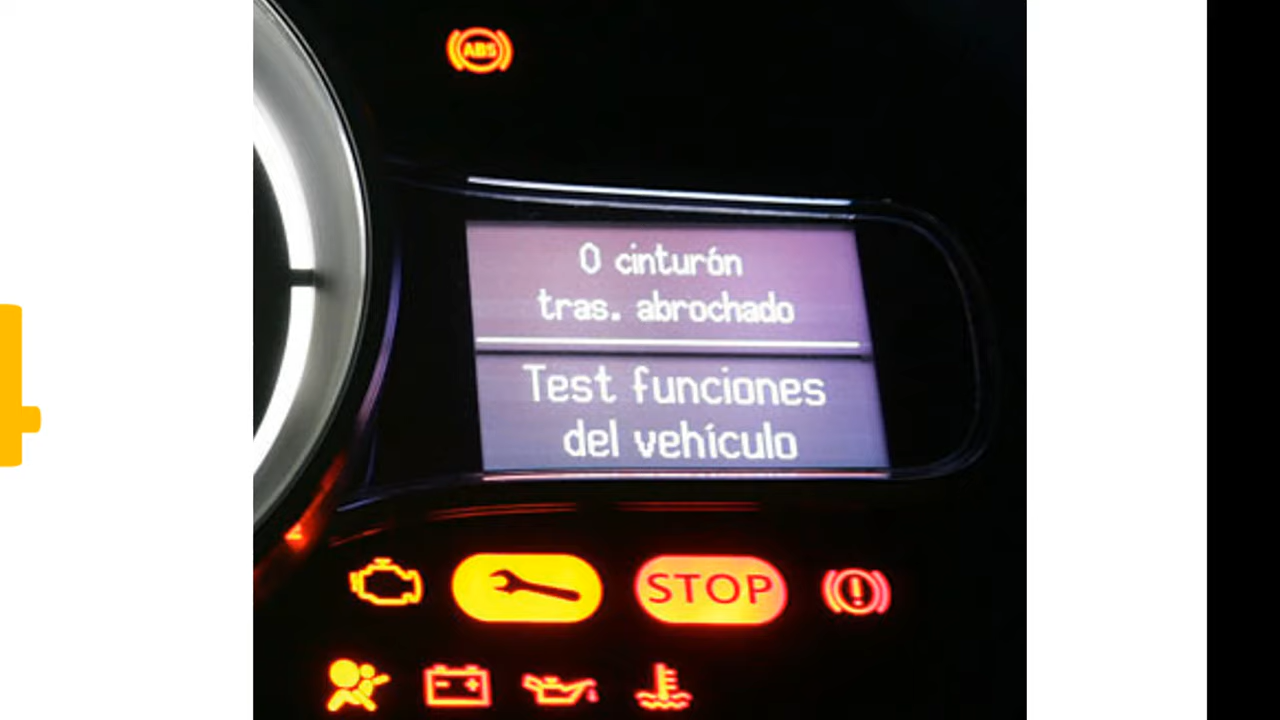 ABS
0 cinturón
tras. abrochado
Test funciones
del vehículo
STOP